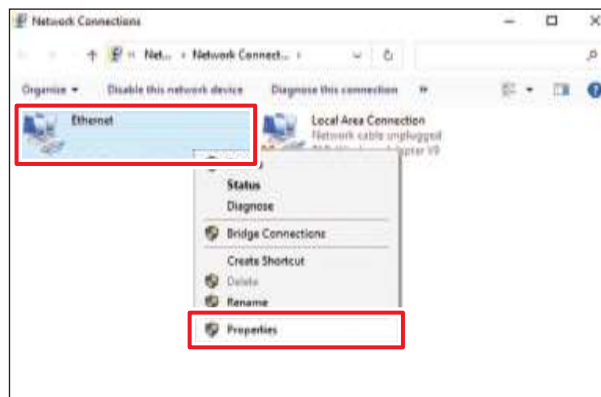 Network Connections
Net... › Network Connect... ›
Organize
Disable this network device
Diagnose this connection
»
Ethernet
Local Area Connection
Network cable unplugged
Status
Diagnose
Bridge Connections
Create Shortcut
Delete
Rename
Properties